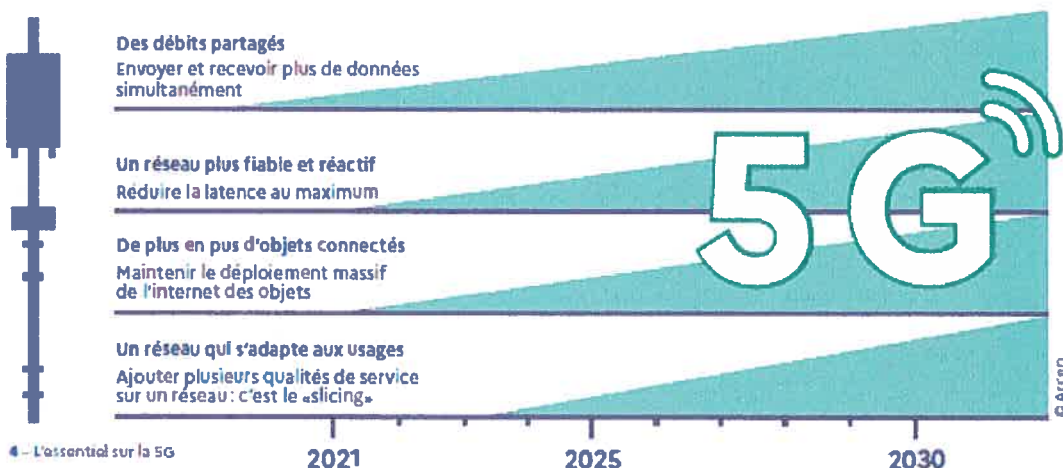 Des débits partagés
Envoyer et recevoir plus de données
simultanément
Un réseau plus fiable et réactif
Réduire la latence au maximum
De plus en pus d'objets connectés
Maintenir le déploiement massif
de l'internet des objets
Un réseau qui s'adapte aux usages
Ajouter plusieurs qualités de service
sur un réseau : c'est le «slicing»
5G
©Arcep
4 – L'essentiel sur la 5G
2021
2025
2030